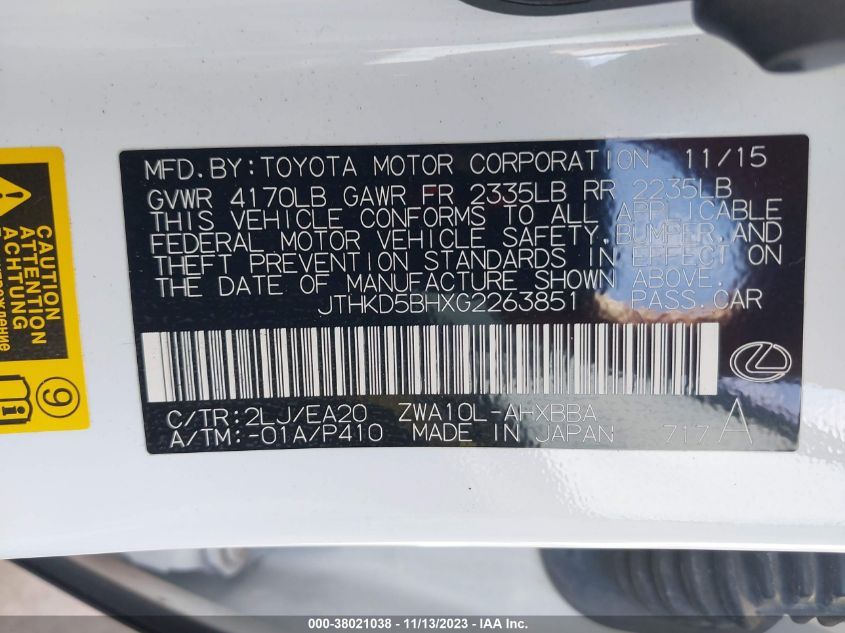 MFD.BY:TOYOTA MOTOR CORPORATION 11/15
GVWR 4170LB GAWR FR 2335LB RR 2235LB
THIS VEHICLE CONFORMS TO ALL APPLICABLE
FEDERAL MOTOR VEHICLE SAFETY,BUMPER,AND
THEFT PREVENTION STANDARDS IN EFFECT ON
THE DATE OF MANUFACTURE SHOWN ABOVE.
JTHKD5BHXG2263851 PASS.CAR
C/TR:2LJ/EA20 ZWA10L-AHXBBA
A/TM:-01A/P410 MADE IN JAPAN 717A
CAUTION
ATTENTION
ACHTUNG
9
000-38021038 - 11/13/2023 - IAA Inc.